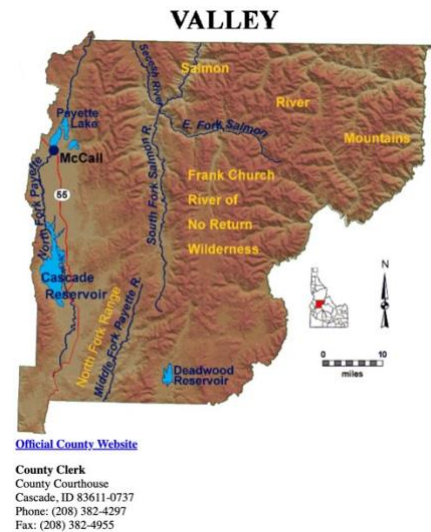 VALLEY
Salmon
Secesh River
River
Payette
Lake
E. Fork Salmon
Mountains
McCall
North Fork Payette
South Fork Salmon R.
Frank Church
River of
No Return
Wilderness
55
Cascade
Reservoir
N
North Fork Range
Middle Fork Payette R.
Deadwood
Reservoir
0 10
miles
Official County Website
County Clerk
County Courthouse
Cascade, ID 83611-0737
Phone: (208) 382-4297
Fax: (208) 382-4955